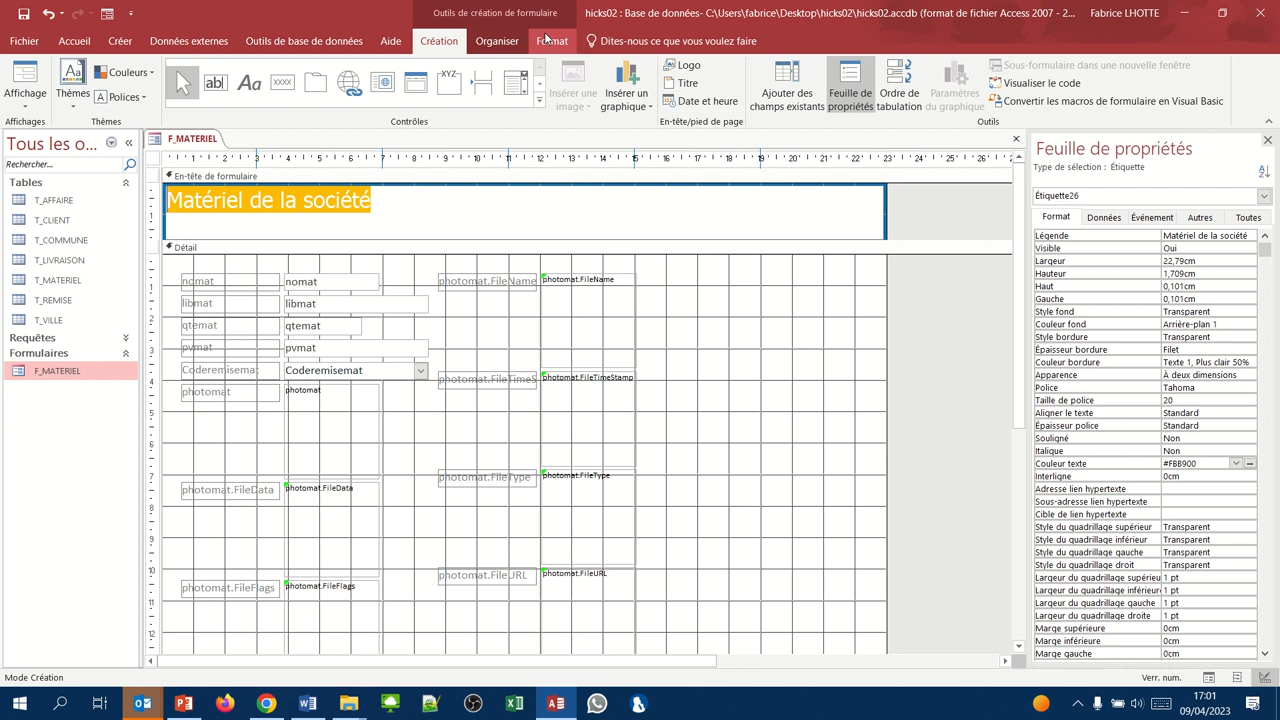 Outils de création de formulaire
hicks02 : Base de données- C:\Users\fabrice\Desktop\hicks02\hicks02.accdb (format de fichier Access 2007 - 2...
Fabrice LHOTTE
Fichier
Accueil
Créer
Données externes
Outils de base de données
Aide
Création
Organiser
Format
Dites-nous ce que vous voulez faire
Affichage
Thèmes
Couleurs
Polices
Aa
XYZ
Insérer une image
Insérer un graphique
Logo
Titre
Date et heure
Ajouter des champs existants
Feuille de propriétés
Ordre de tabulation
Paramètres du graphique
Sous-formulaire dans une nouvelle fenêtre
Visualiser le code
Convertir les macros de formulaire en Visual Basic
Affichages
Thèmes
Contrôles
En-tête/pied de page
Outils
Tous les o...
Rechercher...
Tables
T_AFFAIRE
T_CLIENT
T_COMMUNE
T_LIVRAISON
T_MATERIEL
T_REMISE
T_VILLE
Requêtes
Formulaires
F_MATERIEL
F_MATERIEL
En-tête de formulaire
Matériel de la société
Détail
nomat nomat
libmat libmat
qtemat qtemat
pvmat pvmat
Coderemisemat Coderemisemat
photomat photomat
photomat.FileData photomat.FileData
photomat.FileFlags photomat.FileFlags
photomat.FileName photomat.FileName
photomat.FileTimeS photomat.FileTimeStamp
photomat.FileType photomat.FileType
photomat.FileURL photomat.FileURL
Feuille de propriétés
Type de sélection : Étiquette
Étiquette26
Format Données Événement Autres Toutes
Légende Matériel de la société
Visible Oui
Largeur 22,79cm
Hauteur 1,709cm
Haut 0,101cm
Gauche 0,101cm
Style fond Transparent
Couleur fond Arrière-plan 1
Style bordure Transparent
Épaisseur bordure Filet
Couleur bordure Texte 1, Plus clair 50%
Apparence À deux dimensions
Police Tahoma
Taille de police 20
Aligner le texte Standard
Épaisseur police Standard
Souligné Non
Italique Non
Couleur texte #FBB900
Interligne 0cm
Adresse lien hypertexte
Sous-adresse lien hypertexte
Cible de lien hypertexte
Style du quadrillage supérieur Transparent
Style du quadrillage inférieur Transparent
Style du quadrillage gauche Transparent
Style du quadrillage droit Transparent
Largeur du quadrillage supérieu 1 pt
Largeur du quadrillage inférieur 1 pt
Largeur du quadrillage gauche 1 pt
Largeur du quadrillage droite 1 pt
Marge supérieure 0cm
Marge inférieure 0cm
Marge gauche 0cm
Mode Création
Verr. num.
17:01
09/04/2023